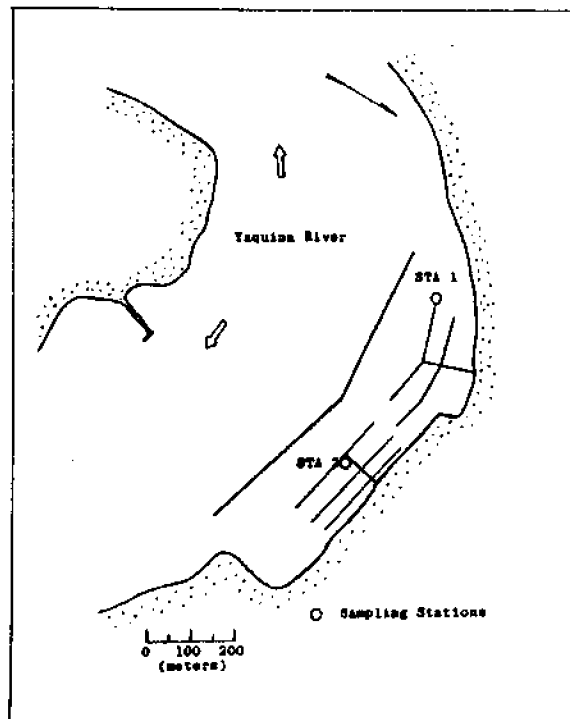 Yaquina River
STA 1
STA 2
Sampling Stations
0 100 200
(meters)